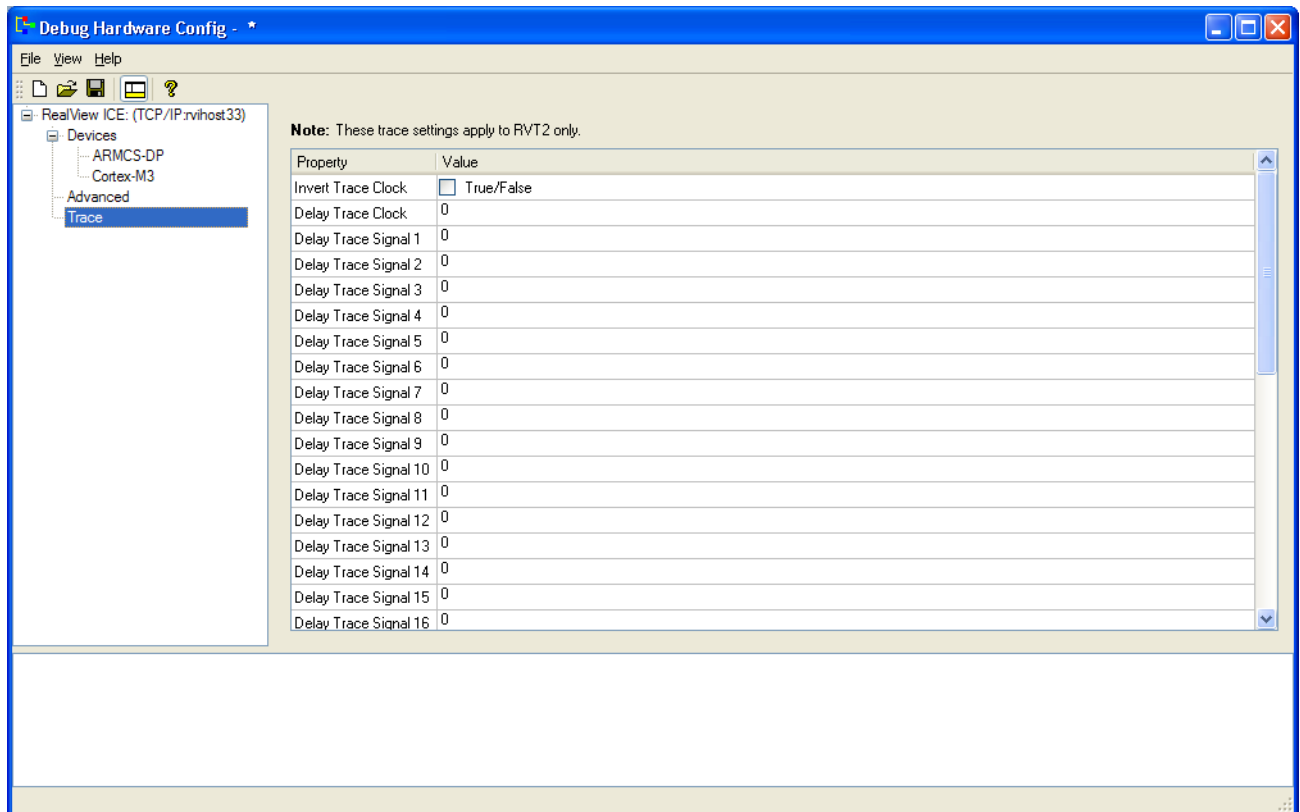 Debug Hardware Config - *
File View Help
RealView ICE: (TCP/IP:rvihost33)
Devices
ARMCS-DP
Cortex-M3
Advanced
Trace
Note: These trace settings apply to RVT2 only.
Property Value
Invert Trace Clock True/False
Delay Trace Clock 0
Delay Trace Signal 1 0
Delay Trace Signal 2 0
Delay Trace Signal 3 0
Delay Trace Signal 4 0
Delay Trace Signal 5 0
Delay Trace Signal 6 0
Delay Trace Signal 7 0
Delay Trace Signal 8 0
Delay Trace Signal 9 0
Delay Trace Signal 10 0
Delay Trace Signal 11 0
Delay Trace Signal 12 0
Delay Trace Signal 13 0
Delay Trace Signal 14 0
Delay Trace Signal 15 0
Delay Trace Signal 16 0